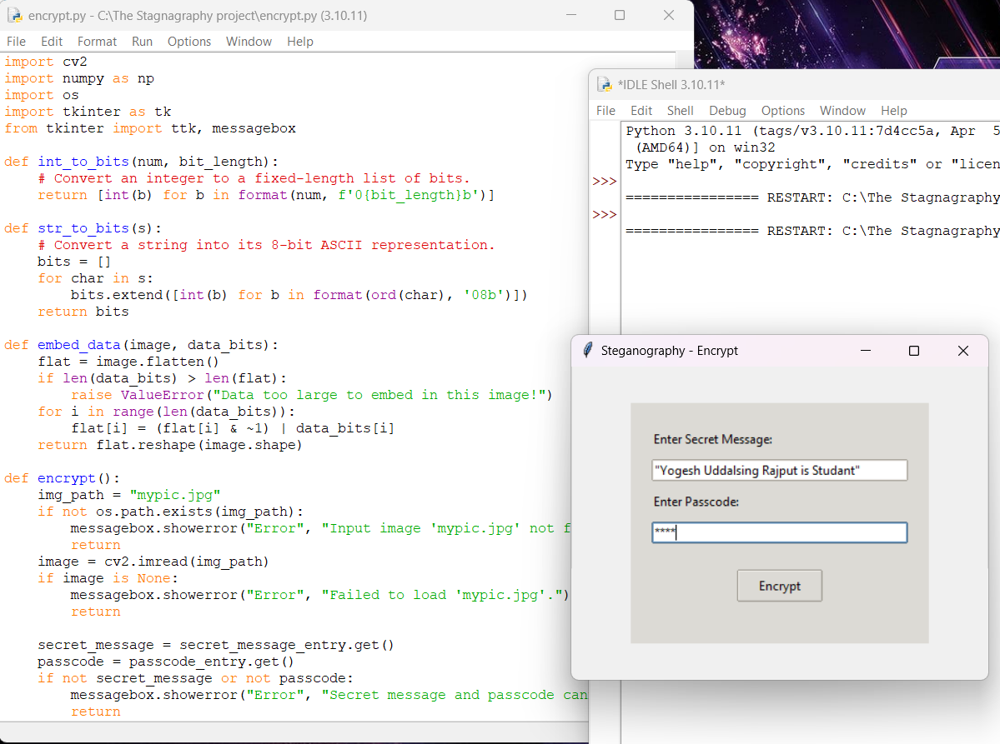 encrypt.py - C:\The Stagnagraphy project\encrypt.py (3.10.11)
File Edit Format Run Options Window Help
import cv2
import numpy as np
import os
import tkinter as tk
from tkinter import ttk, messagebox
def int_to_bits(num, bit_length):
    # Convert an integer to a fixed-length list of bits.
    return [int(b) for b in format(num, f'0{bit_length}b')]
def str_to_bits(s):
    # Convert a string into its 8-bit ASCII representation.
    bits = []
    for char in s:
        bits.extend([int(b) for b in format(ord(char), '08b')])
    return bits
def embed_data(image, data_bits):
    flat = image.flatten()
    if len(data_bits) > len(flat):
        raise ValueError("Data too large to embed in this image!")
    for i in range(len(data_bits)):
        flat[i] = (flat[i] & ~1) | data_bits[i]
    return flat.reshape(image.shape)
def encrypt():
    img_path = "mypic.jpg"
    if not os.path.exists(img_path):
        messagebox.showerror("Error", "Input image 'mypic.jpg' not f
        return
    image = cv2.imread(img_path)
    if image is None:
        messagebox.showerror("Error", "Failed to load 'mypic.jpg'.")
        return
    secret_message = secret_message_entry.get()
    passcode = passcode_entry.get()
    if not secret_message or not passcode:
        messagebox.showerror("Error", "Secret message and passcode can
        return
*IDLE Shell 3.10.11*
File Edit Shell Debug Options Window Help
Python 3.10.11 (tags/v3.10.11:7d4cc5a, Apr  5
 (AMD64)] on win32
Type "help", "copyright", "credits" or "licen
>>>
================ RESTART: C:\The Stagnagraphy
>>>
================ RESTART: C:\The Stagnagraphy
Steganography - Encrypt
Enter Secret Message:
"Yogesh Uddalsing Rajput is Studant"
Enter Passcode:
****
Encrypt